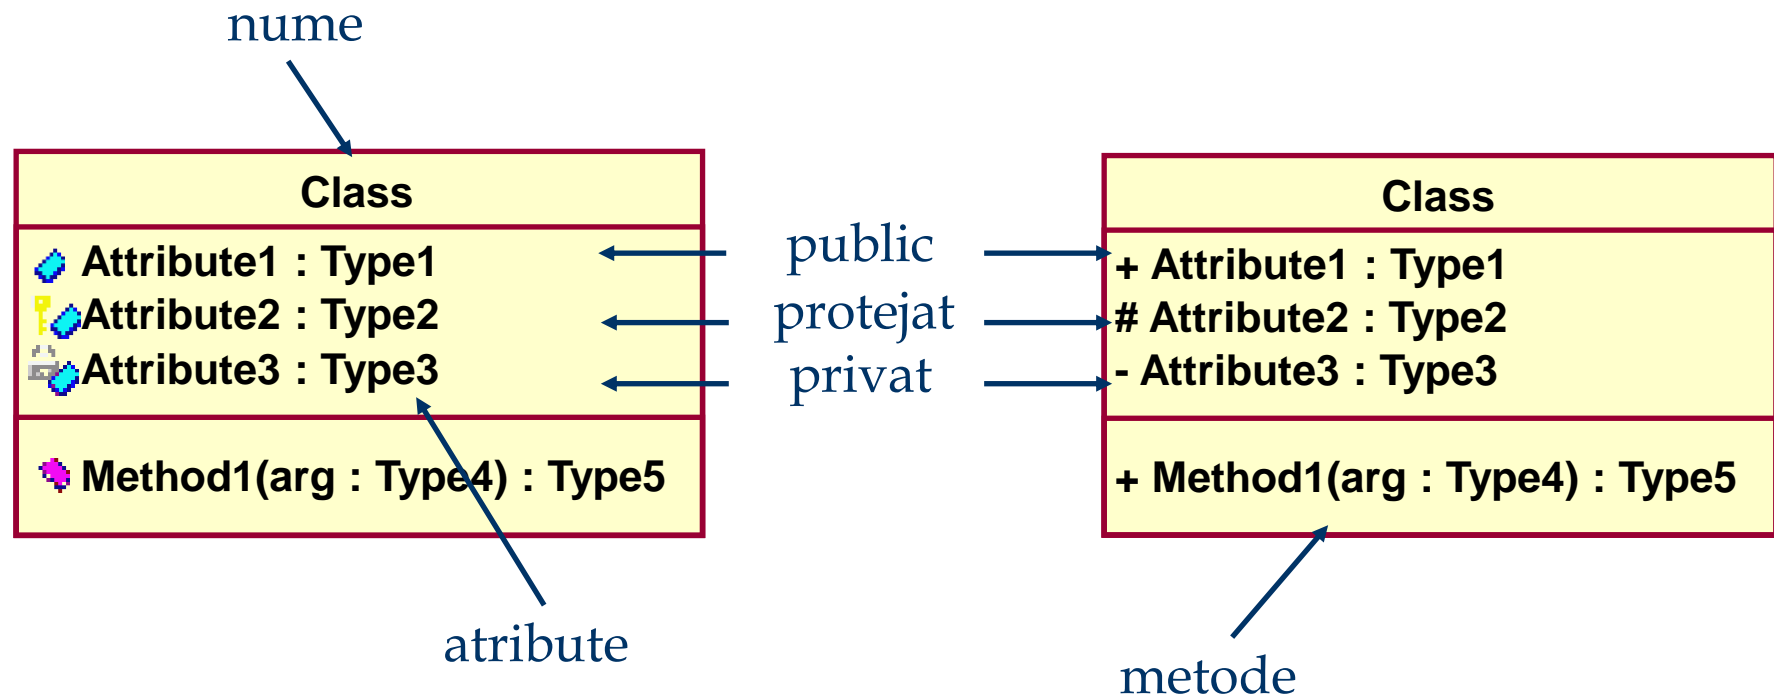 nume
Class
Attribute1 : Type1
Attribute2 : Type2
Attribute3 : Type3
Method1(arg : Type4) : Type5
public
protejat
privat
Class
+ Attribute1 : Type1
# Attribute2 : Type2
- Attribute3 : Type3
+ Method1(arg : Type4) : Type5
atribute
metode